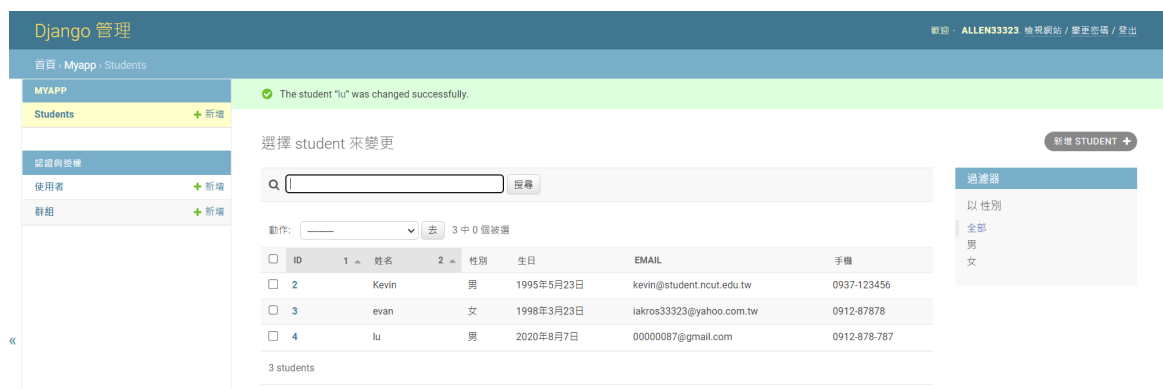 Django 管理
歡迎 - ALLEN33323. 檢視網站 / 變更密碼 / 登出
首頁 › Myapp › Students
MYAPP
Students
+ 新增
認證與授權
使用者
+ 新增
群組
+ 新增
«
The student “lu” was changed successfully.
選擇 student 來變更
新增 STUDENT +
搜尋
動作: --------- 去 3 中 0 個被選
ID 1 姓名 2 性別 生日 EMAIL 手機
2 Kevin 男 1995年5月23日 kevin@student.ncut.edu.tw 0937-123456
3 evan 女 1998年3月23日 iakros33323@yahoo.com.tw 0912-87878
4 lu 男 2020年8月7日 00000087@gmail.com 0912-878-787
3 students
過濾器
以 性別
全部
男
女